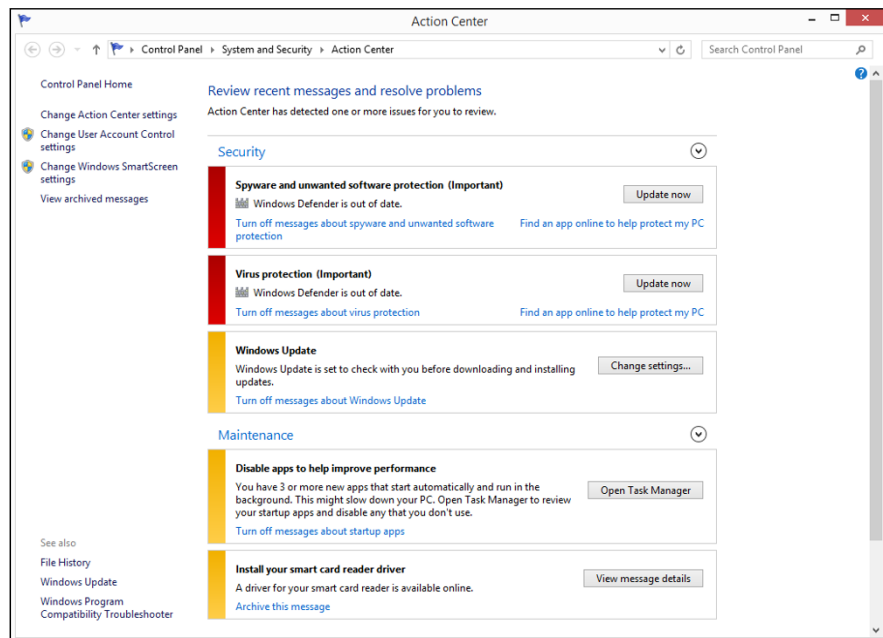 Action Center
Control Panel ▸ System and Security ▸ Action Center
Search Control Panel
Control Panel Home
Change Action Center settings
Change User Account Control
settings
Change Windows SmartScreen
settings
View archived messages
See also
File History
Windows Update
Windows Program
Compatibility Troubleshooter
Review recent messages and resolve problems
Action Center has detected one or more issues for you to review.
Security
Spyware and unwanted software protection (Important)
Windows Defender is out of date.
Update now
Turn off messages about spyware and unwanted software
protection
Find an app online to help protect my PC
Virus protection (Important)
Windows Defender is out of date.
Update now
Turn off messages about virus protection
Find an app online to help protect my PC
Windows Update
Windows Update is set to check with you before downloading and installing
updates.
Change settings...
Turn off messages about Windows Update
Maintenance
Disable apps to help improve performance
You have 3 or more new apps that start automatically and run in the
background. This might slow down your PC. Open Task Manager to review
your startup apps and disable any that you don't use.
Open Task Manager
Turn off messages about startup apps
Install your smart card reader driver
A driver for your smart card reader is available online.
View message details
Archive this message